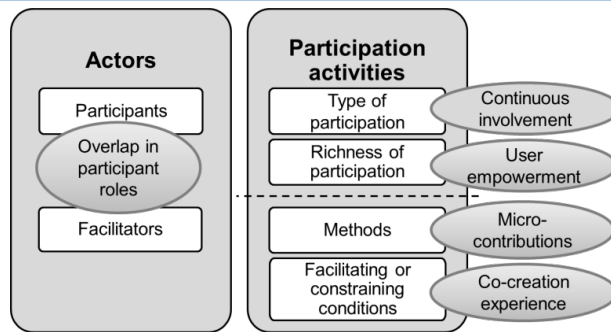 Actors
Participants
Overlap in
participant
roles
Facilitators
Participation
activities
Type of
participation
Continuous
involvement
Richness of
participation
User
empowerment
Methods
Micro-
contributions
Facilitating or
constraining
conditions
Co-creation
experience